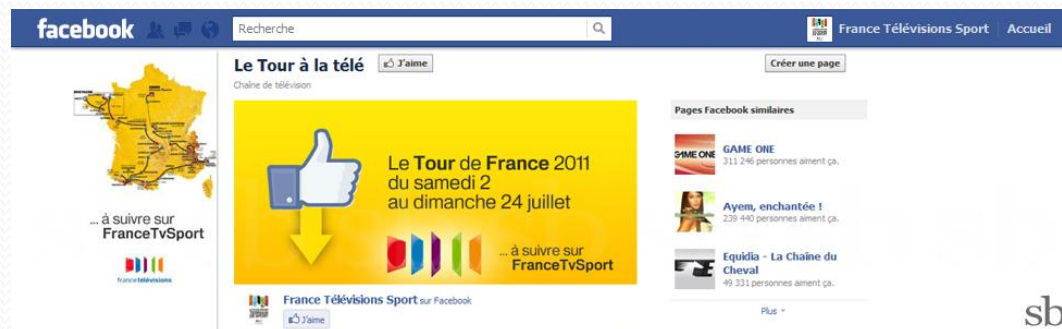 facebook
Recherche
France Télévisions Sport
Accueil
Le Tour à la télé
J'aime
Chaîne de télévision
Créer une page
Le Tour de France 2011
du samedi 2
au dimanche 24 juillet
... à suivre sur
FranceTvSport
... à suivre sur
FranceTvSport
francetélévisions
France Télévisions Sport sur Facebook
J'aime
Pages Facebook similaires
GAME ONE
GAME ONE
311 246 personnes aiment ça.
Ayem, enchantée !
239 440 personnes aiment ça.
Equidia - La Chaîne du
Cheval
49 331 personnes aiment ça.
Plus
sb